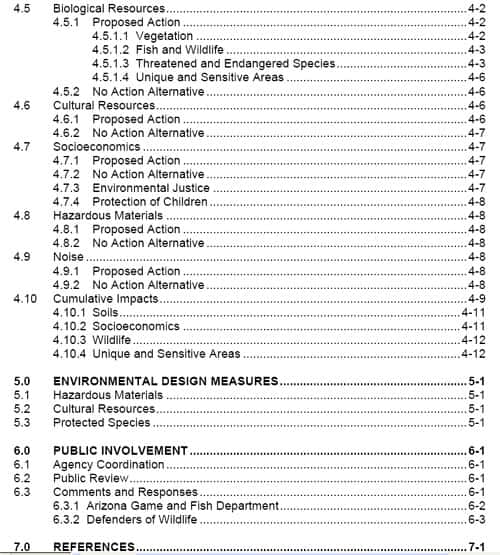 4.5 Biological Resources....................4-2
4.5.1 Proposed Action....................4-2
4.5.1.1 Vegetation....................4-2
4.5.1.2 Fish and Wildlife....................4-3
4.5.1.3 Threatened and Endangered Species....................4-3
4.5.1.4 Unique and Sensitive Areas....................4-6
4.5.2 No Action Alternative....................4-6
4.6 Cultural Resources....................4-6
4.6.1 Proposed Action....................4-6
4.6.2 No Action Alternative....................4-7
4.7 Socioeconomics....................4-7
4.7.1 Proposed Action....................4-7
4.7.2 No Action Alternative....................4-7
4.7.3 Environmental Justice....................4-7
4.7.4 Protection of Children....................4-8
4.8 Hazardous Materials....................4-8
4.8.1 Proposed Action....................4-8
4.8.2 No Action Alternative....................4-8
4.9 Noise....................4-8
4.9.1 Proposed Action....................4-8
4.9.2 No Action Alternative....................4-8
4.10 Cumulative Impacts....................4-9
4.10.1 Soils....................4-11
4.10.2 Socioeconomics....................4-11
4.10.3 Wildlife....................4-12
4.10.4 Unique and Sensitive Areas....................4-12
5.0 ENVIRONMENTAL DESIGN MEASURES....................5-1
5.1 Hazardous Materials....................5-1
5.2 Cultural Resources....................5-1
5.3 Protected Species....................5-1
6.0 PUBLIC INVOLVEMENT....................6-1
6.1 Agency Coordination....................6-1
6.2 Public Review....................6-1
6.3 Comments and Responses....................6-1
6.3.1 Arizona Game and Fish Department....................6-2
6.3.2 Defenders of Wildlife....................6-3
7.0 REFERENCES....................7-1